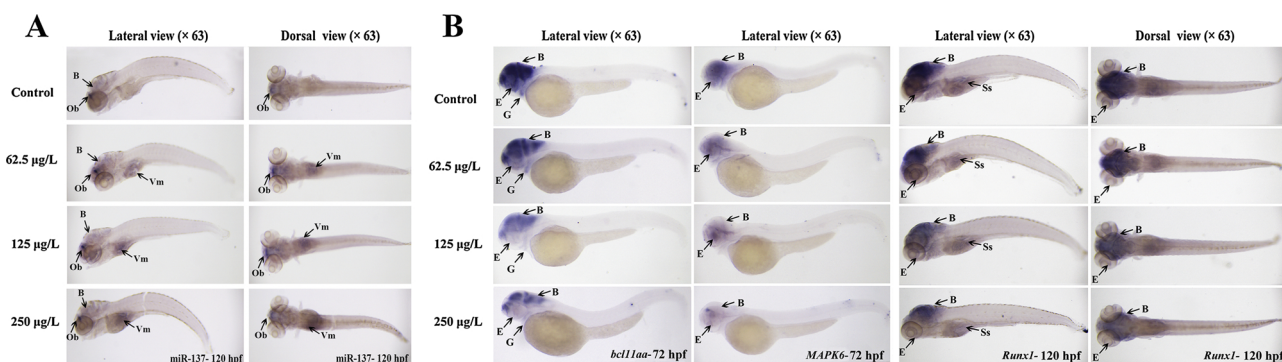 A
Lateral view (× 63)
Dorsal view (× 63)
Control
B
Ob
Ob
62.5 μg/L
B
Ob
Vm
Vm
Ob
125 μg/L
B
Ob
Vm
Vm
Ob
250 μg/L
B
Ob
Vm
miR-137- 120 hpf
Ob
Vm
miR-137- 120 hpf
B
Lateral view (× 63)
Lateral view (× 63)
Lateral view (× 63)
Dorsal view (× 63)
Control
B
E
G
B
E
B
E
Ss
B
E
62.5 μg/L
B
E
G
B
E
B
E
Ss
B
E
125 μg/L
B
E
G
B
E
B
E
Ss
B
E
250 μg/L
B
E
G
bcl11aa-72 hpf
B
E
MAPK6-72 hpf
B
E
Ss
Runx1- 120 hpf
B
E
Runx1- 120 hpf